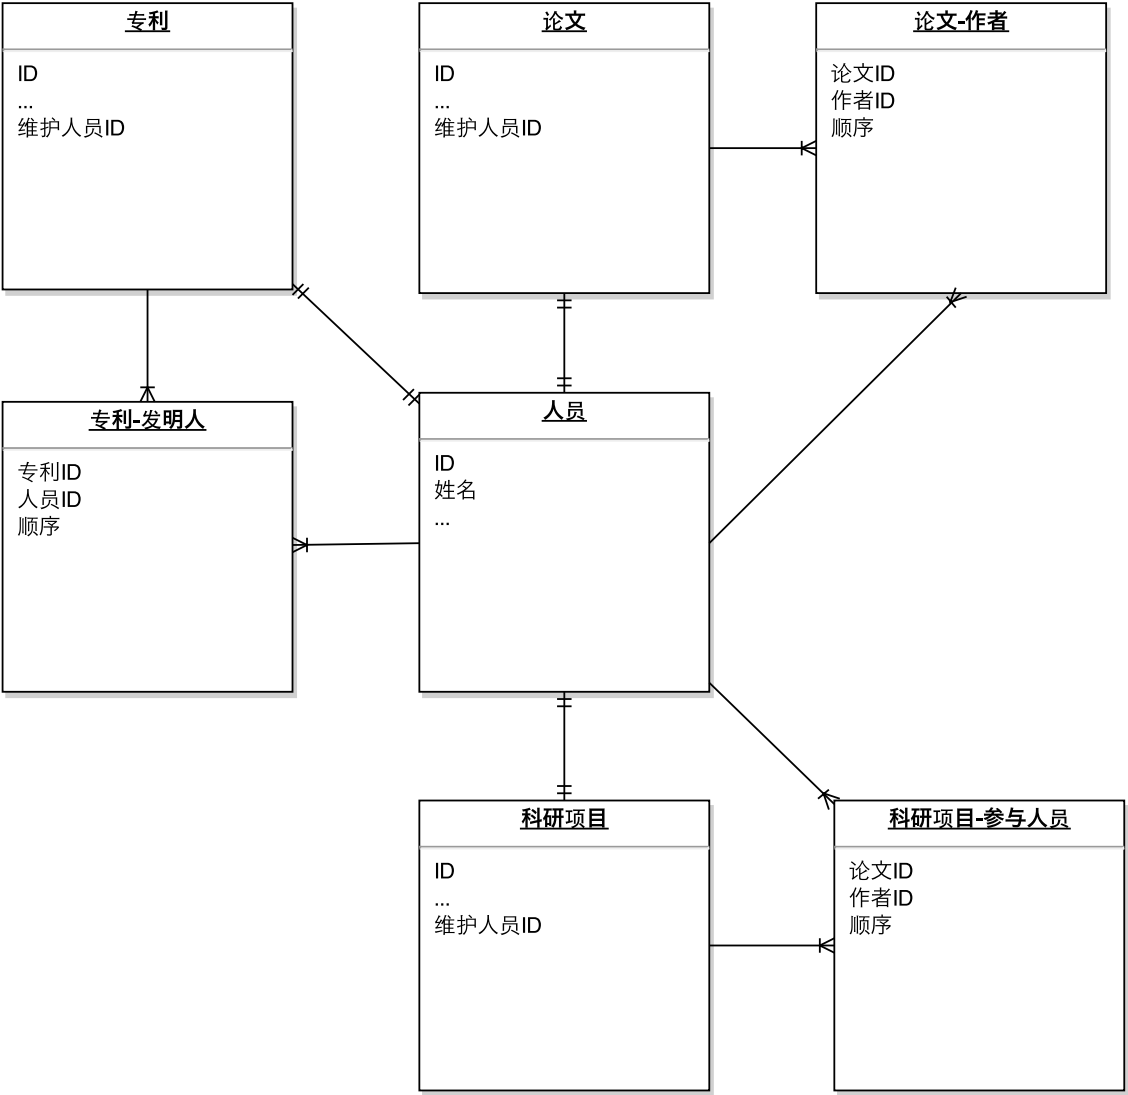 专利
ID
...
维护人员ID
论文
ID
...
维护人员ID
论文-作者
论文ID
作者ID
顺序
专利-发明人
专利ID
人员ID
顺序
人员
ID
姓名
...
科研项目
ID
...
维护人员ID
科研项目-参与人员
论文ID
作者ID
顺序